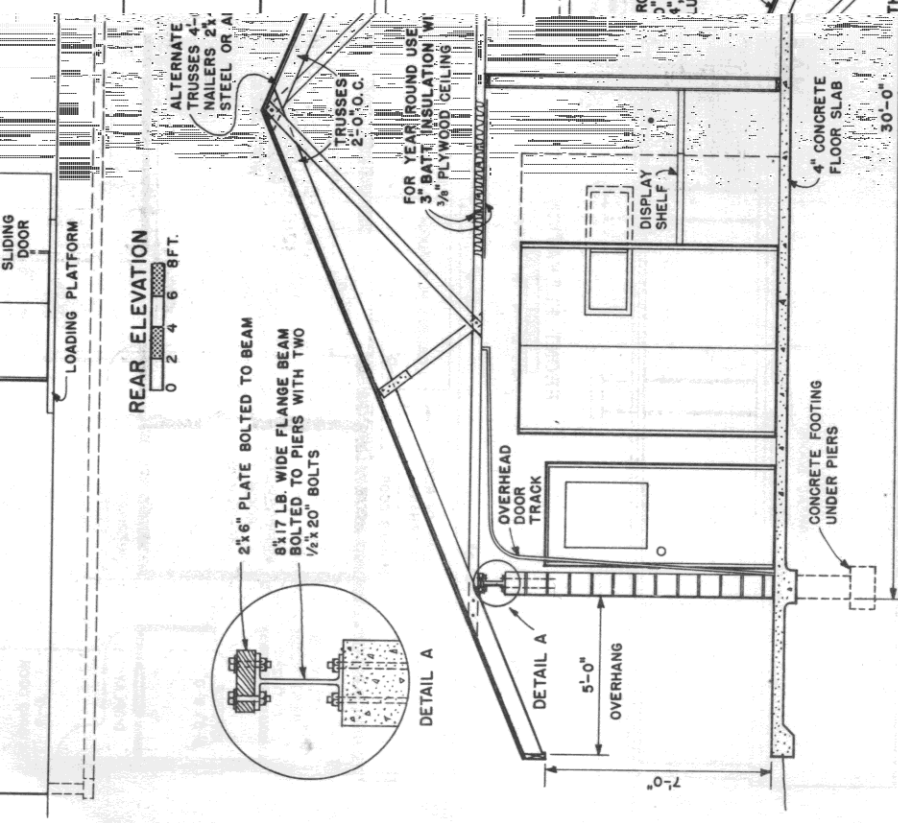 SLIDING
DOOR
LOADING PLATFORM
REAR ELEVATION
0 2 4 6 8FT.
ALTERNATE
TRUSSES 4'-
NAILERS 2"x
STEEL OR
TRUSSES
2'-0" O.C.
FOR YEAR ROUND USE
3" BATT. INSULATION
3/8" PLYWOOD CEILING
2"x6" PLATE BOLTED TO BEAM
8"x17 LB. WIDE FLANGE BEAM
BOLTED TO PIERS WITH TWO
1/2"x20" BOLTS
DETAIL A
DISPLAY
SHELF
4" CONCRETE
FLOOR SLAB
30'-0"
OVERHEAD
DOOR
TRACK
CONCRETE FOOTING
UNDER PIERS
DETAIL A
5'-0"
OVERHANG
7'-0"